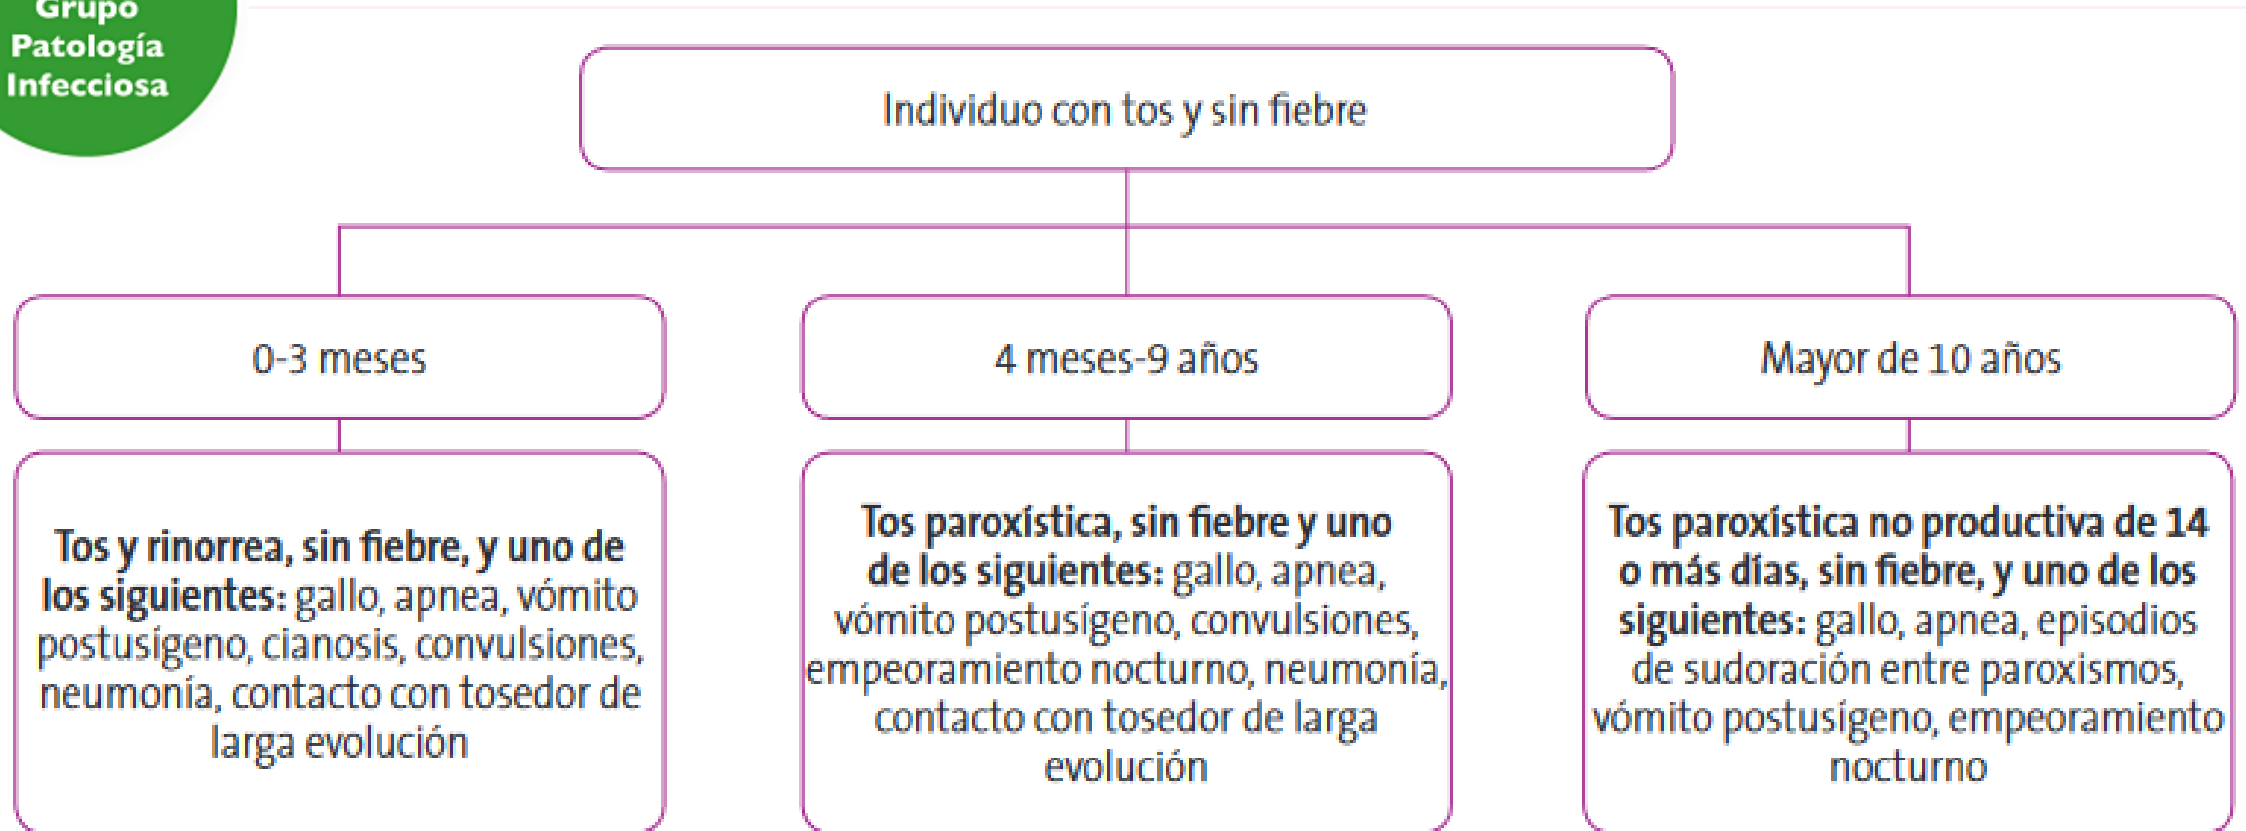 Grupo
Patología
Infecciosa
Individuo con tos y sin fiebre
0-3 meses
4 meses-9 años
Mayor de 10 años
Tos y rinorrea, sin fiebre, y uno de
los siguientes: gallo, apnea, vómito
postusígeno, cianosis, convulsiones,
neumonía, contacto con tosedor de
larga evolución
Tos paroxística, sin fiebre y uno
de los siguientes: gallo, apnea,
vómito postusígeno, convulsiones,
empeoramiento nocturno, neumonía,
contacto con tosedor de larga
evolución
Tos paroxística no productiva de 14
o más días, sin fiebre, y uno de los
siguientes: gallo, apnea, episodios
de sudoración entre paroxismos,
vómito postusígeno, empeoramiento
nocturno